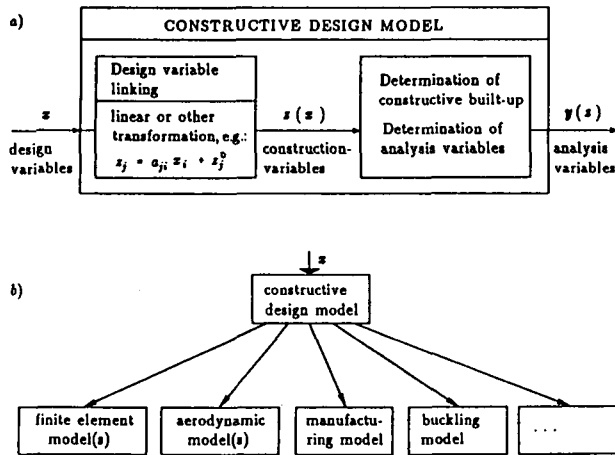 a)
CONSTRUCTIVE DESIGN MODEL
Design variable
linking
linear or other
transformation, e.g.:
z_j = a_ji x_i + z_j^0
x
design
variables
z(x)
construction-
variables
Determination of
constructive built-up
Determination of
analysis variables
y(z)
analysis
variables
b)
x
constructive
design model
finite element
model(s)
aerodynamic
model(s)
manufactu-
ring model
buckling
model
...